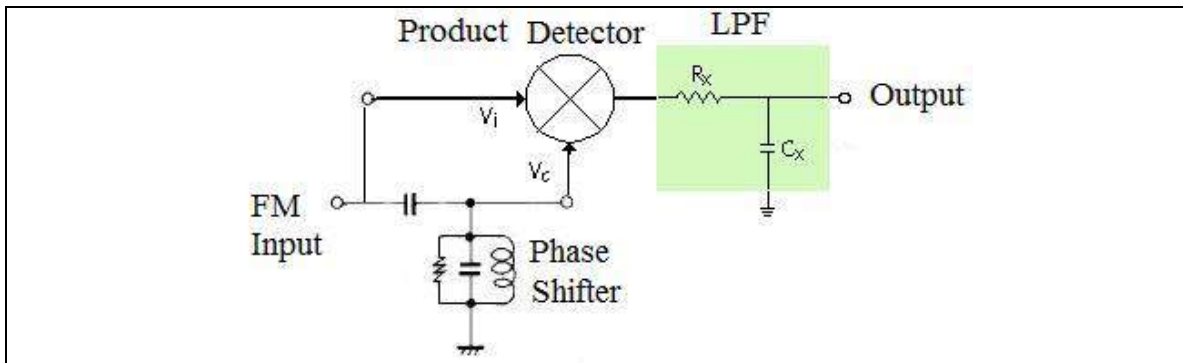 Product Detector
LPF
Rx
Output
Vi
Cx
Vc
FM
Input
Phase
Shifter